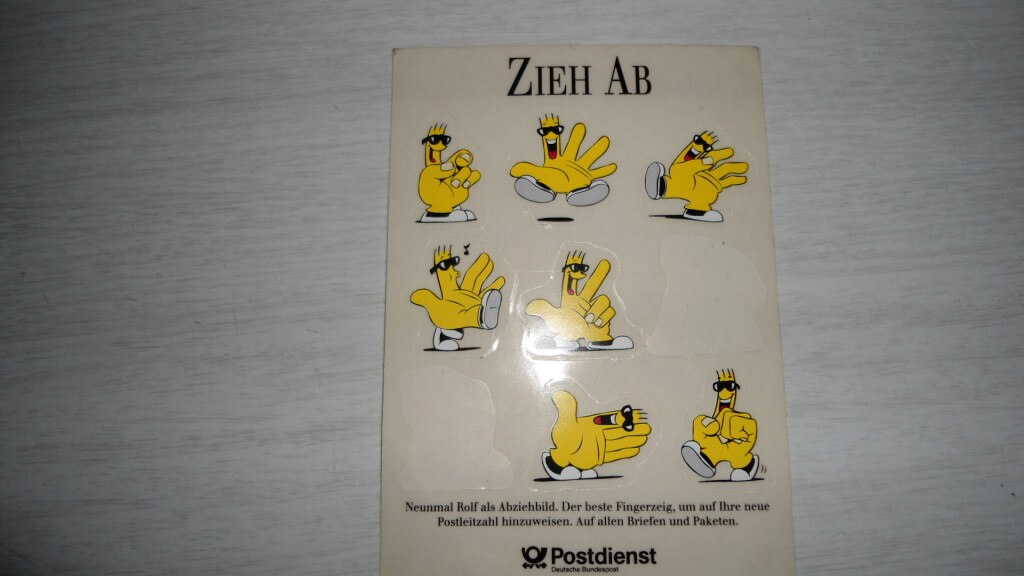 ZIEH AB
Neunmal Rolf als Abziehbild. Der beste Fingerzeig, um auf Ihre neue
Postleitzahl hinzuweisen. Auf allen Briefen und Paketen.
Postdienst
Deutsche Bundespost